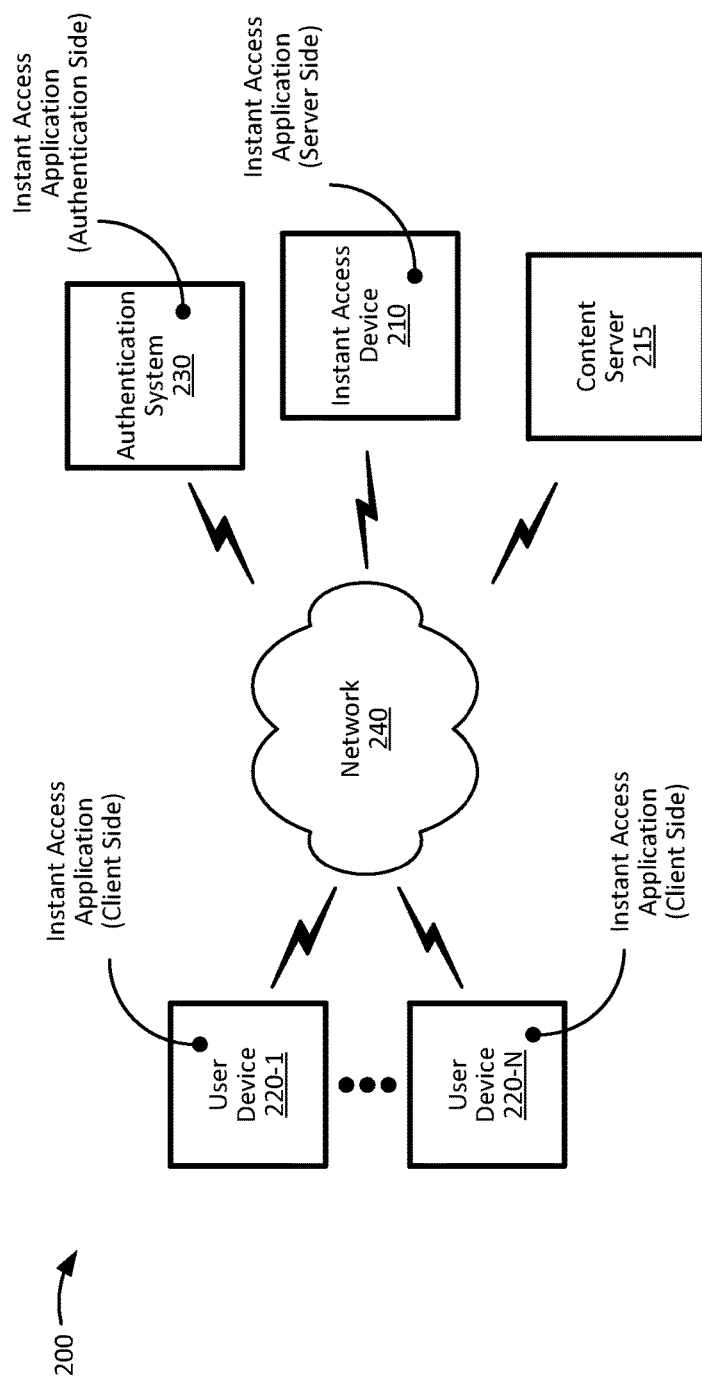 200
Instant Access
Application
(Client Side)
User
Device
220-1
User
Device
220-N
Instant Access
Application
(Client Side)
Network
240
Instant Access
Application
(Authentication Side)
Authentication
System
230
Instant Access
Application
(Server Side)
Instant Access
Device
210
Content
Server
215